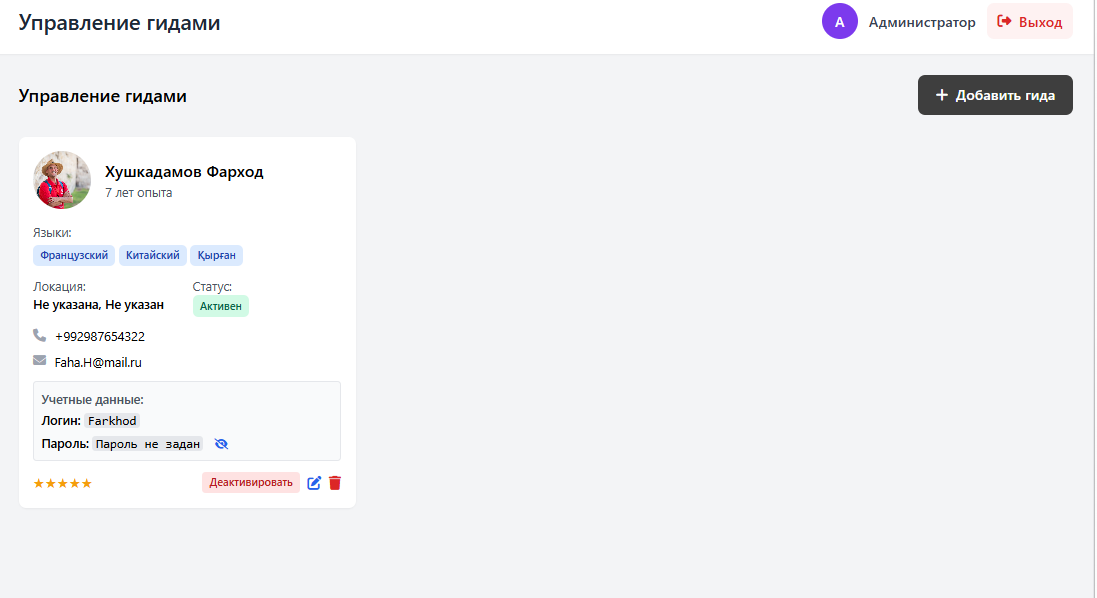 Управление гидами
А
Администратор
Выход
Управление гидами
+ Добавить гида
Хушкадамов Фарход
7 лет опыта
Языки:
Французский Китайский Қырған
Локация: Статус:
Не указана, Не указан Активен
+992987654322
Faha.H@mail.ru
Учетные данные:
Логин: Farkhod
Пароль: Пароль не задан
★★★★★ Деактивировать